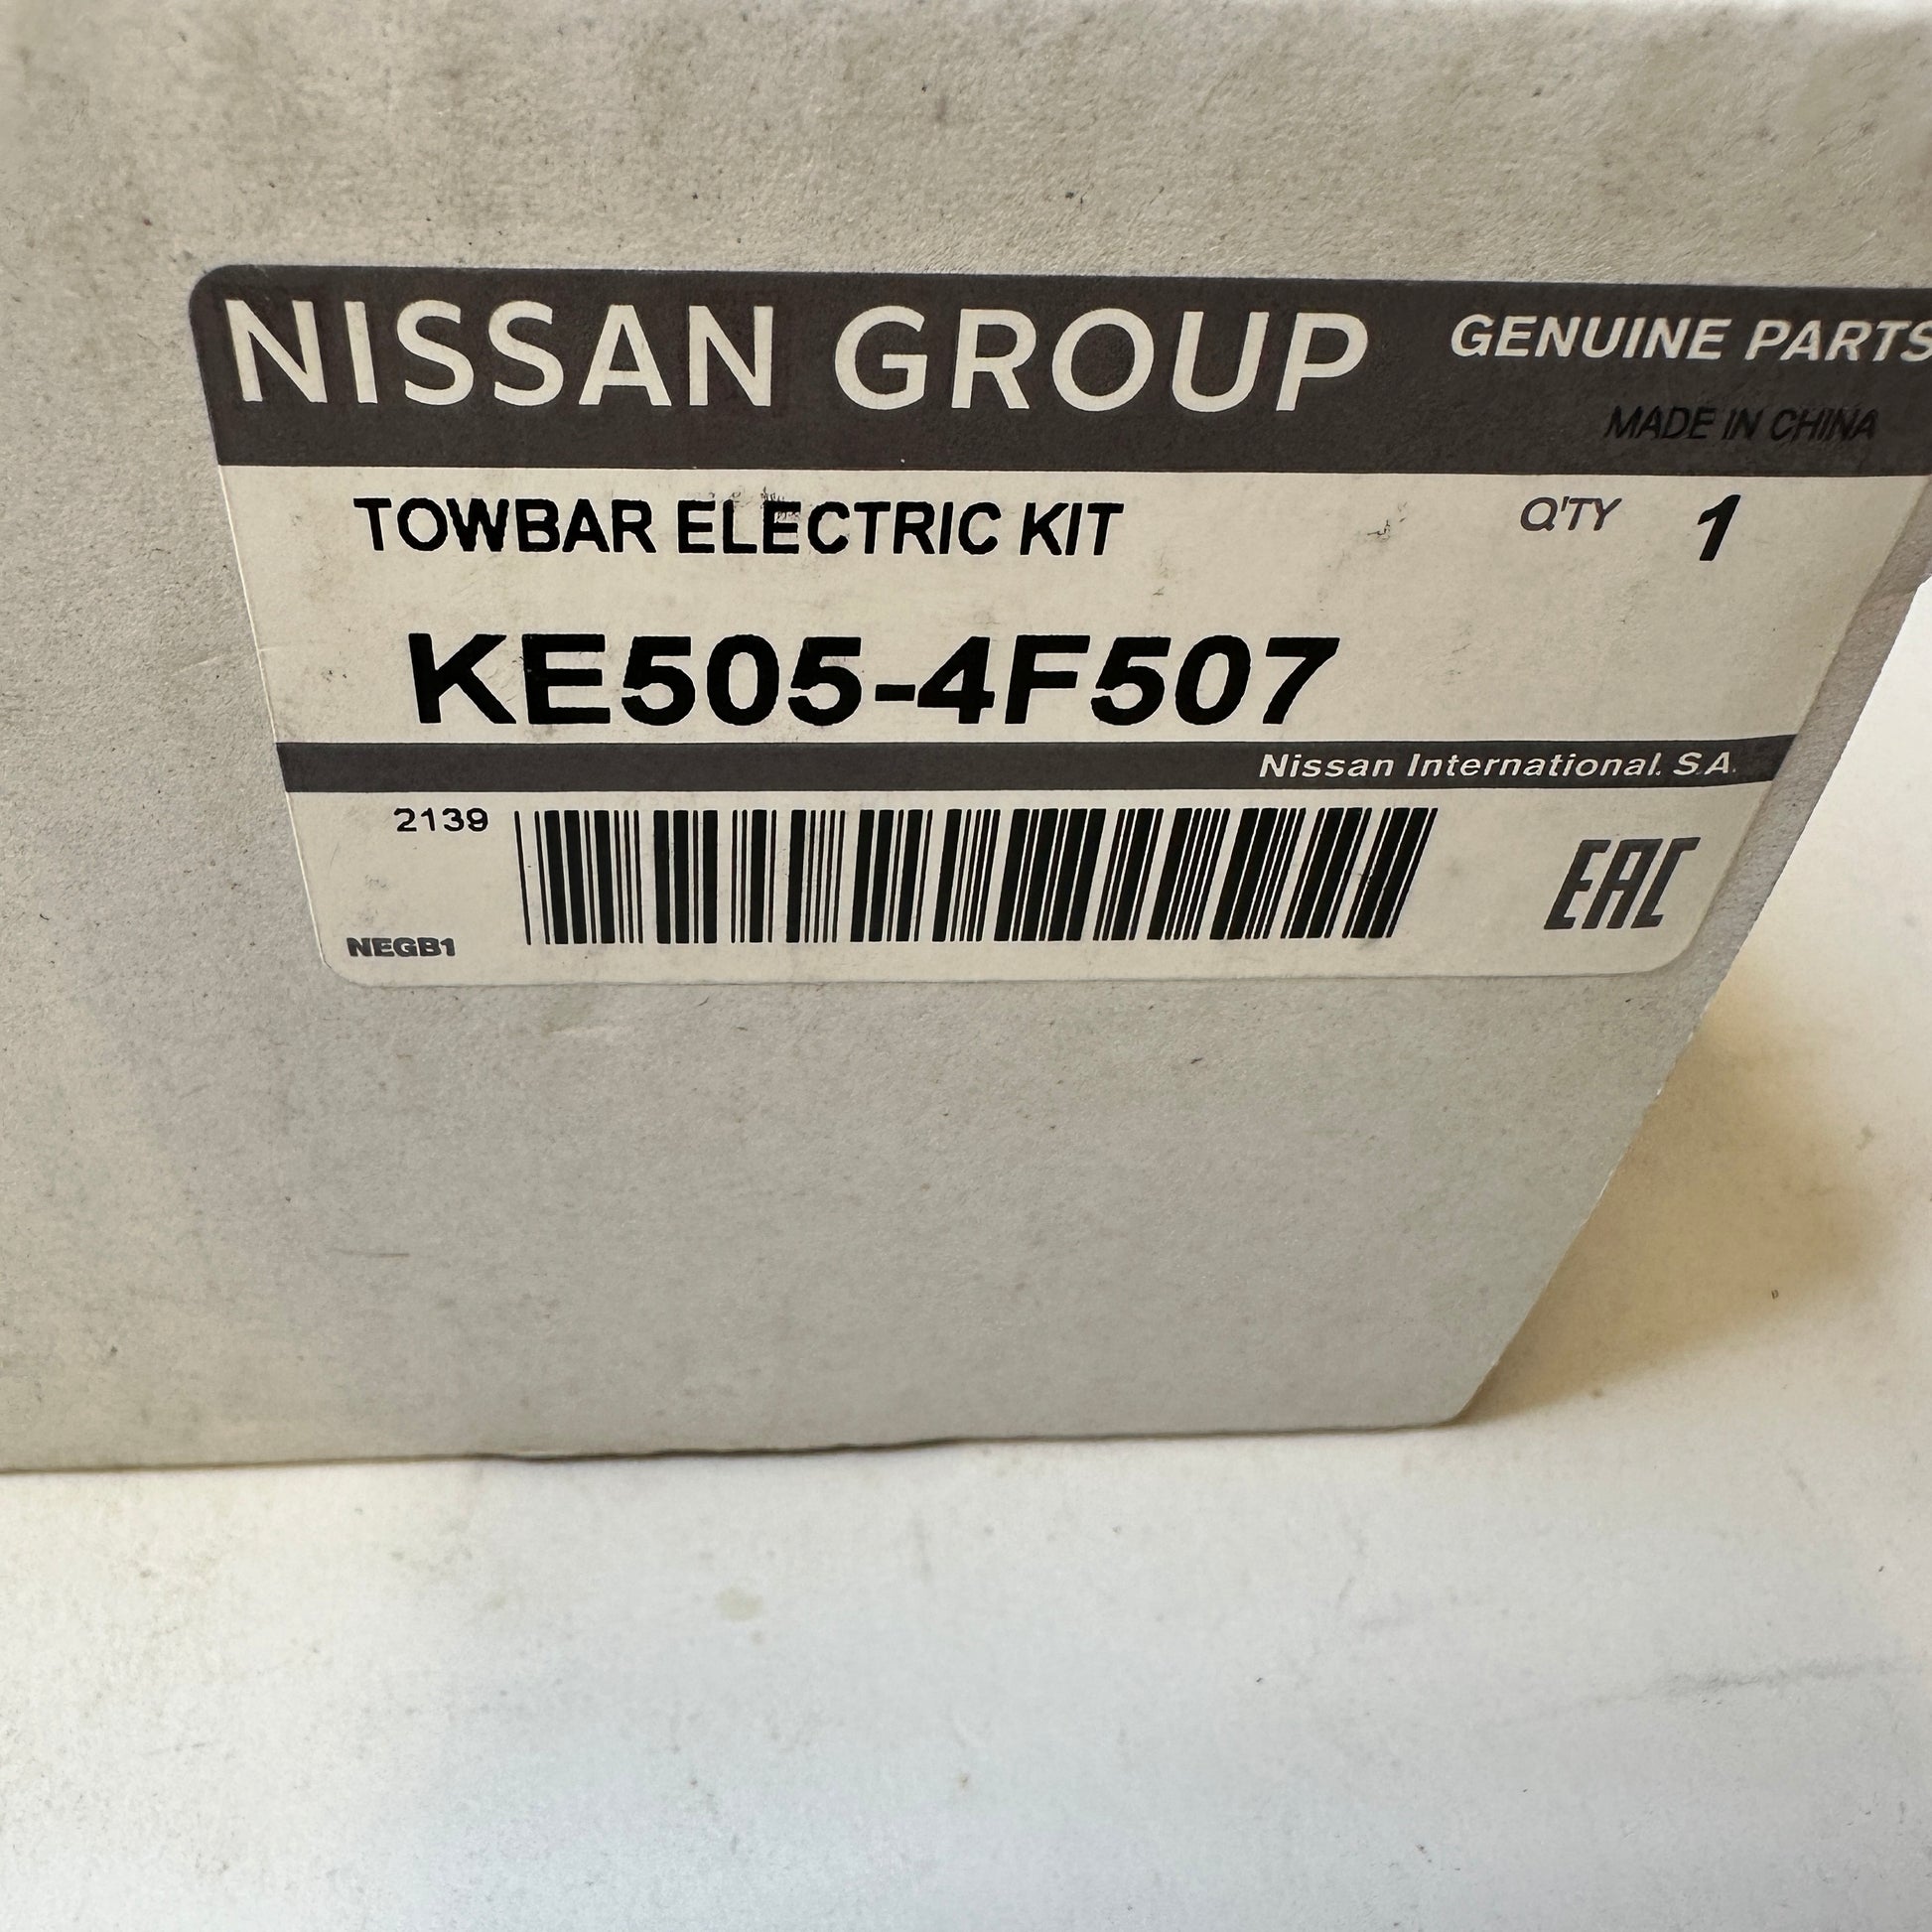 NISSAN GROUP GENUINE PARTS
MADE IN CHINA
TOWBAR ELECTRIC KIT Q'TY 1
KE505-4F507
Nissan International. S.A.
2139
EAC
NEGB1